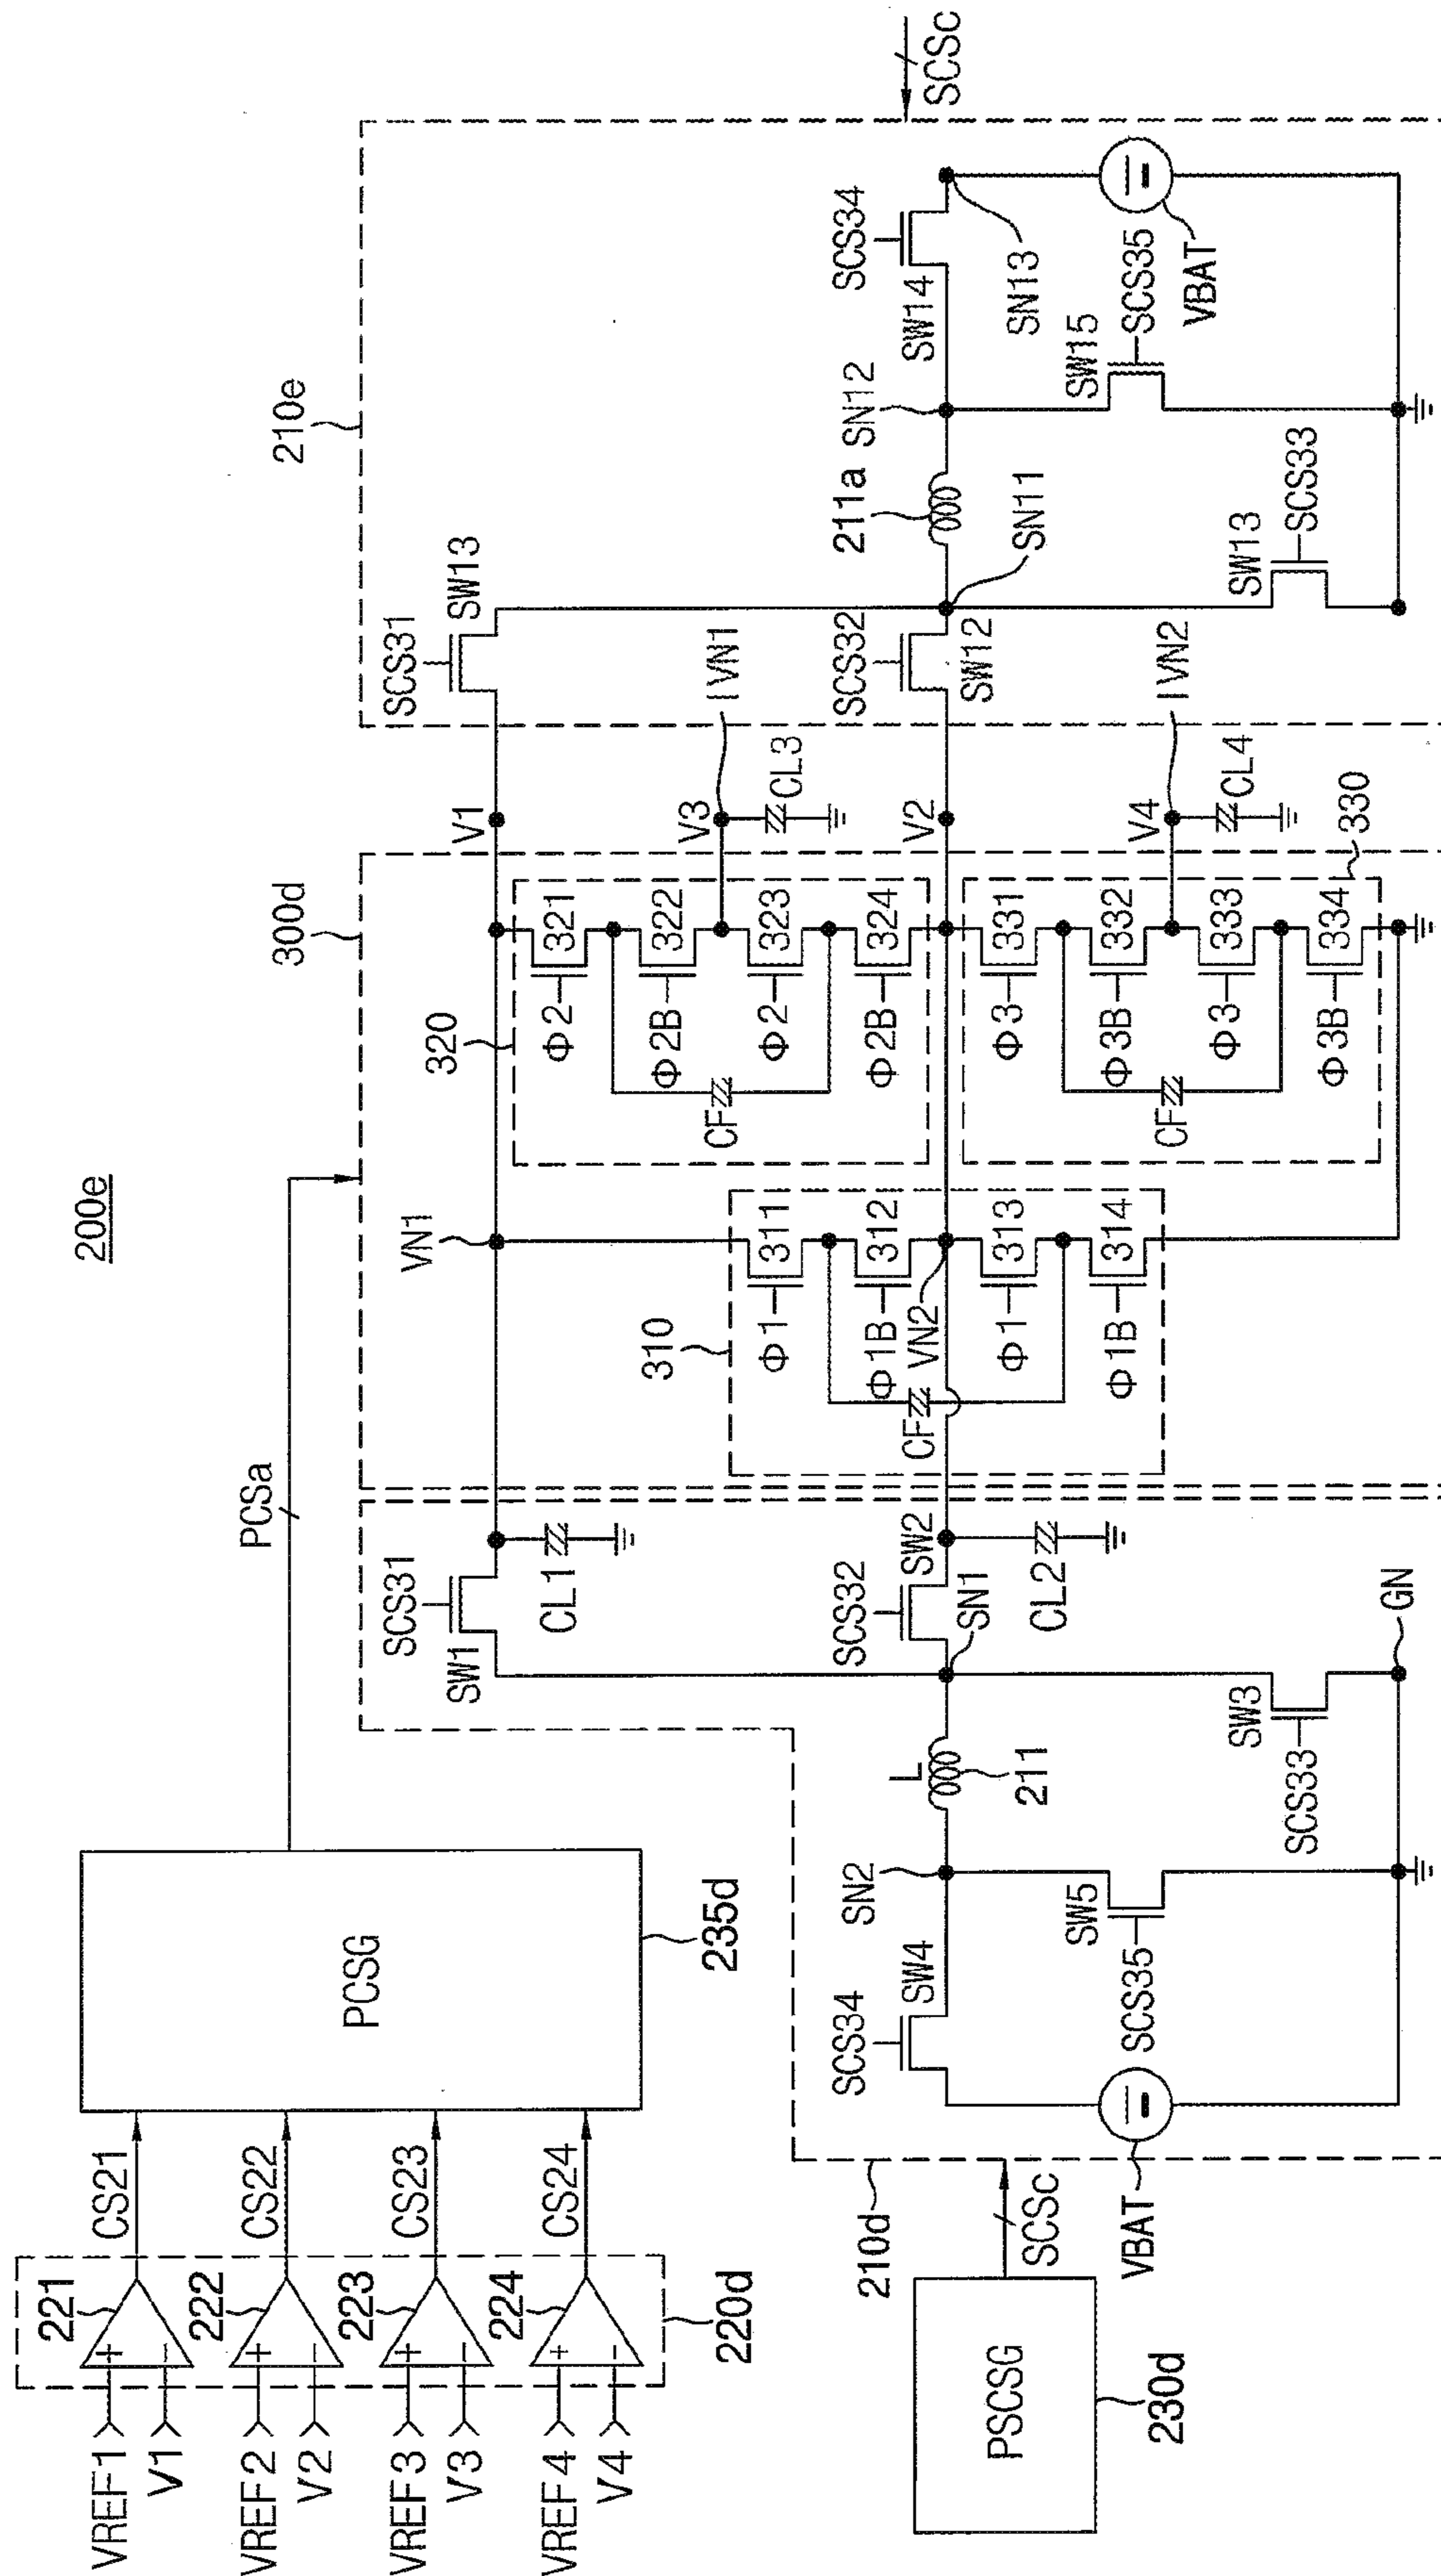 200e
VREF1
V1
VREF2
V2
VREF3
V3
VREF4
V4
221
222
223
224
220d
CS21
CS22
CS23
CS24
PCSG
235d
PCSa
PSCSG
230d
SCSc
210d
VBAT
SCS34
SW4
SN2
SW5
SCS35
L
211
SCS31
SW1
CL1
SCS32
SW2
SN1
CL2
SW3
SCS33
GN
300d
VN1
310
Φ1
311
Φ1B
312
VN2
Φ1
313
Φ1B
314
CF
320
Φ2
321
Φ2B
322
Φ2
323
Φ2B
324
CF
Φ3
331
Φ3B
332
Φ3
333
Φ3B
334
CF
330
V1
V3
IVN1
CL3
V2
V4
IVN2
CL4
210e
SCS31
SW13
SCS32
SW12
SN11
211a
SN12
SW13
SCS33
SCS34
SW14
SN13
SW15
SCS35
VBAT
SCSc